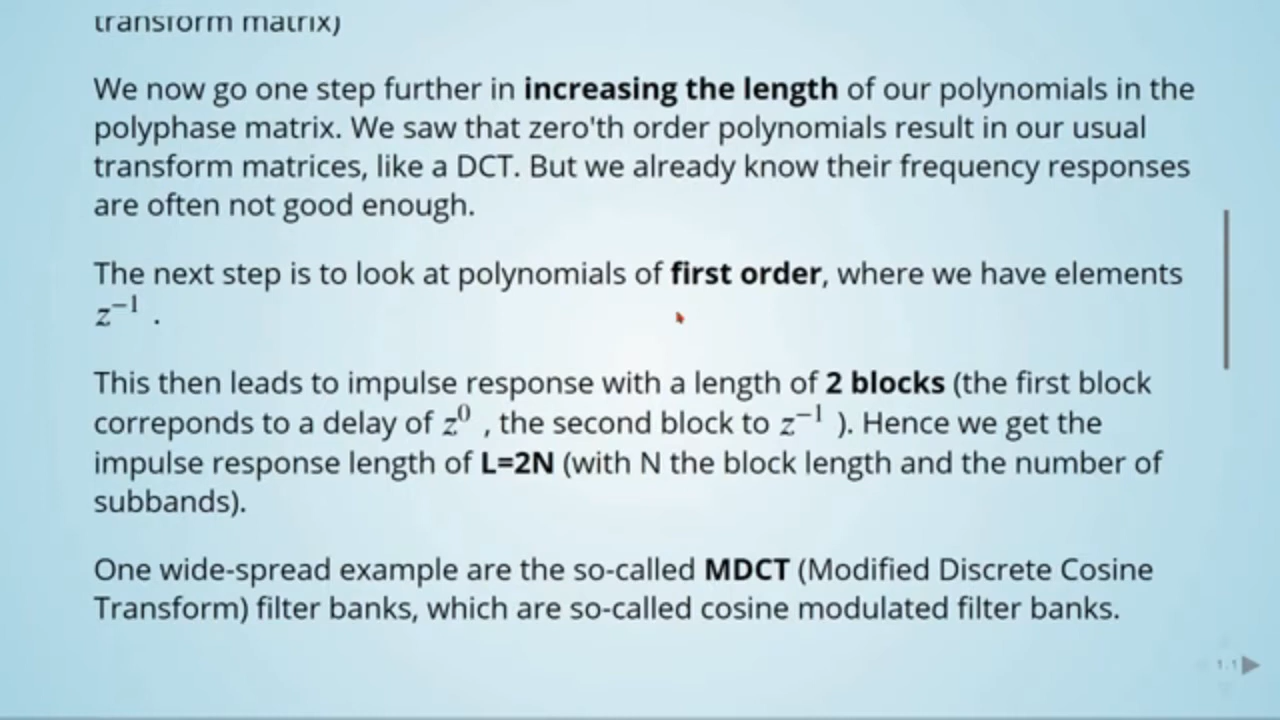 transform matrix)
We now go one step further in increasing the length of our polynomials in the
polyphase matrix. We saw that zero'th order polynomials result in our usual
transform matrices, like a DCT. But we already know their frequency responses
are often not good enough.
The next step is to look at polynomials of first order, where we have elements
z⁻¹ .
This then leads to impulse response with a length of 2 blocks (the first block
correponds to a delay of z⁰ , the second block to z⁻¹ ). Hence we get the
impulse response length of L=2N (with N the block length and the number of
subbands).
One wide-spread example are the so-called MDCT (Modified Discrete Cosine
Transform) filter banks, which are so-called cosine modulated filter banks.
1.1